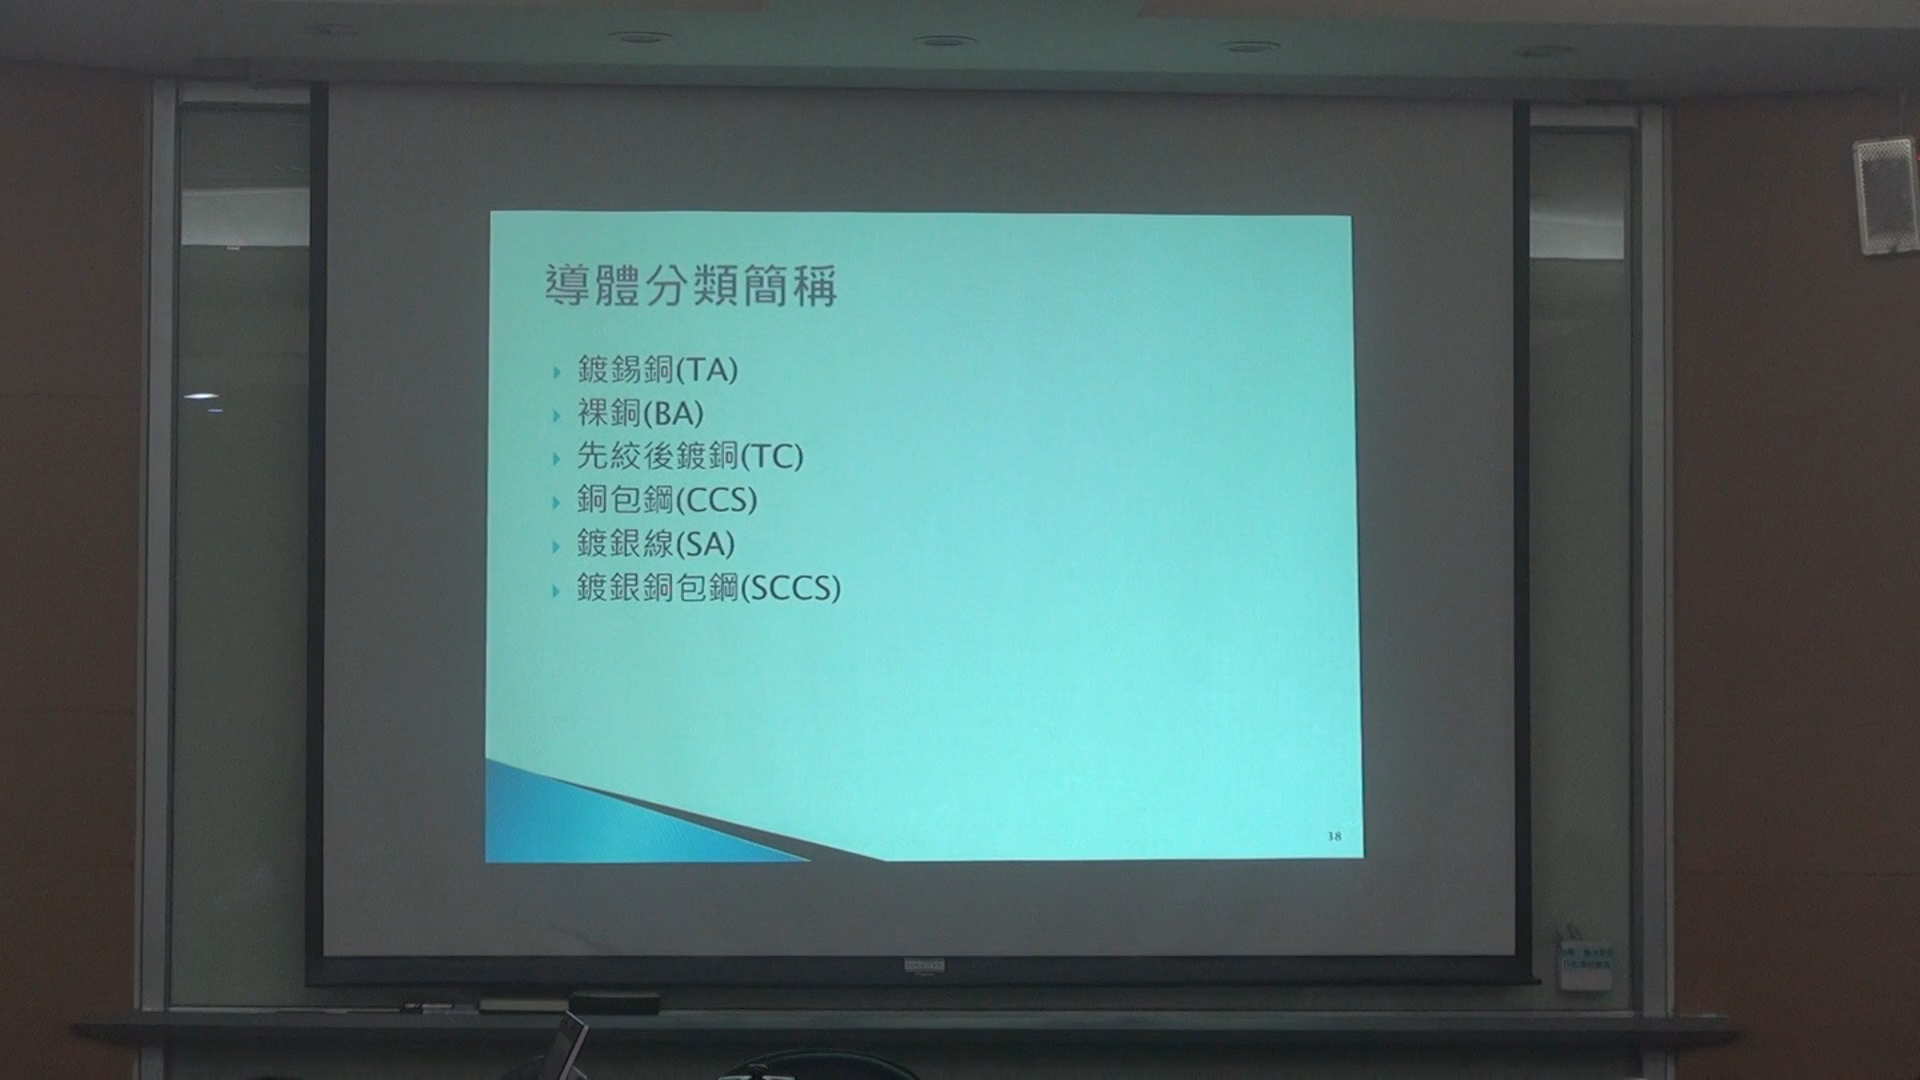 導體分類簡稱
鍍錫銅(TA)
裸銅(BA)
先絞後鍍銅(TC)
銅包鋼(CCS)
鍍銀線(SA)
鍍銀銅包鋼(SCCS)
38